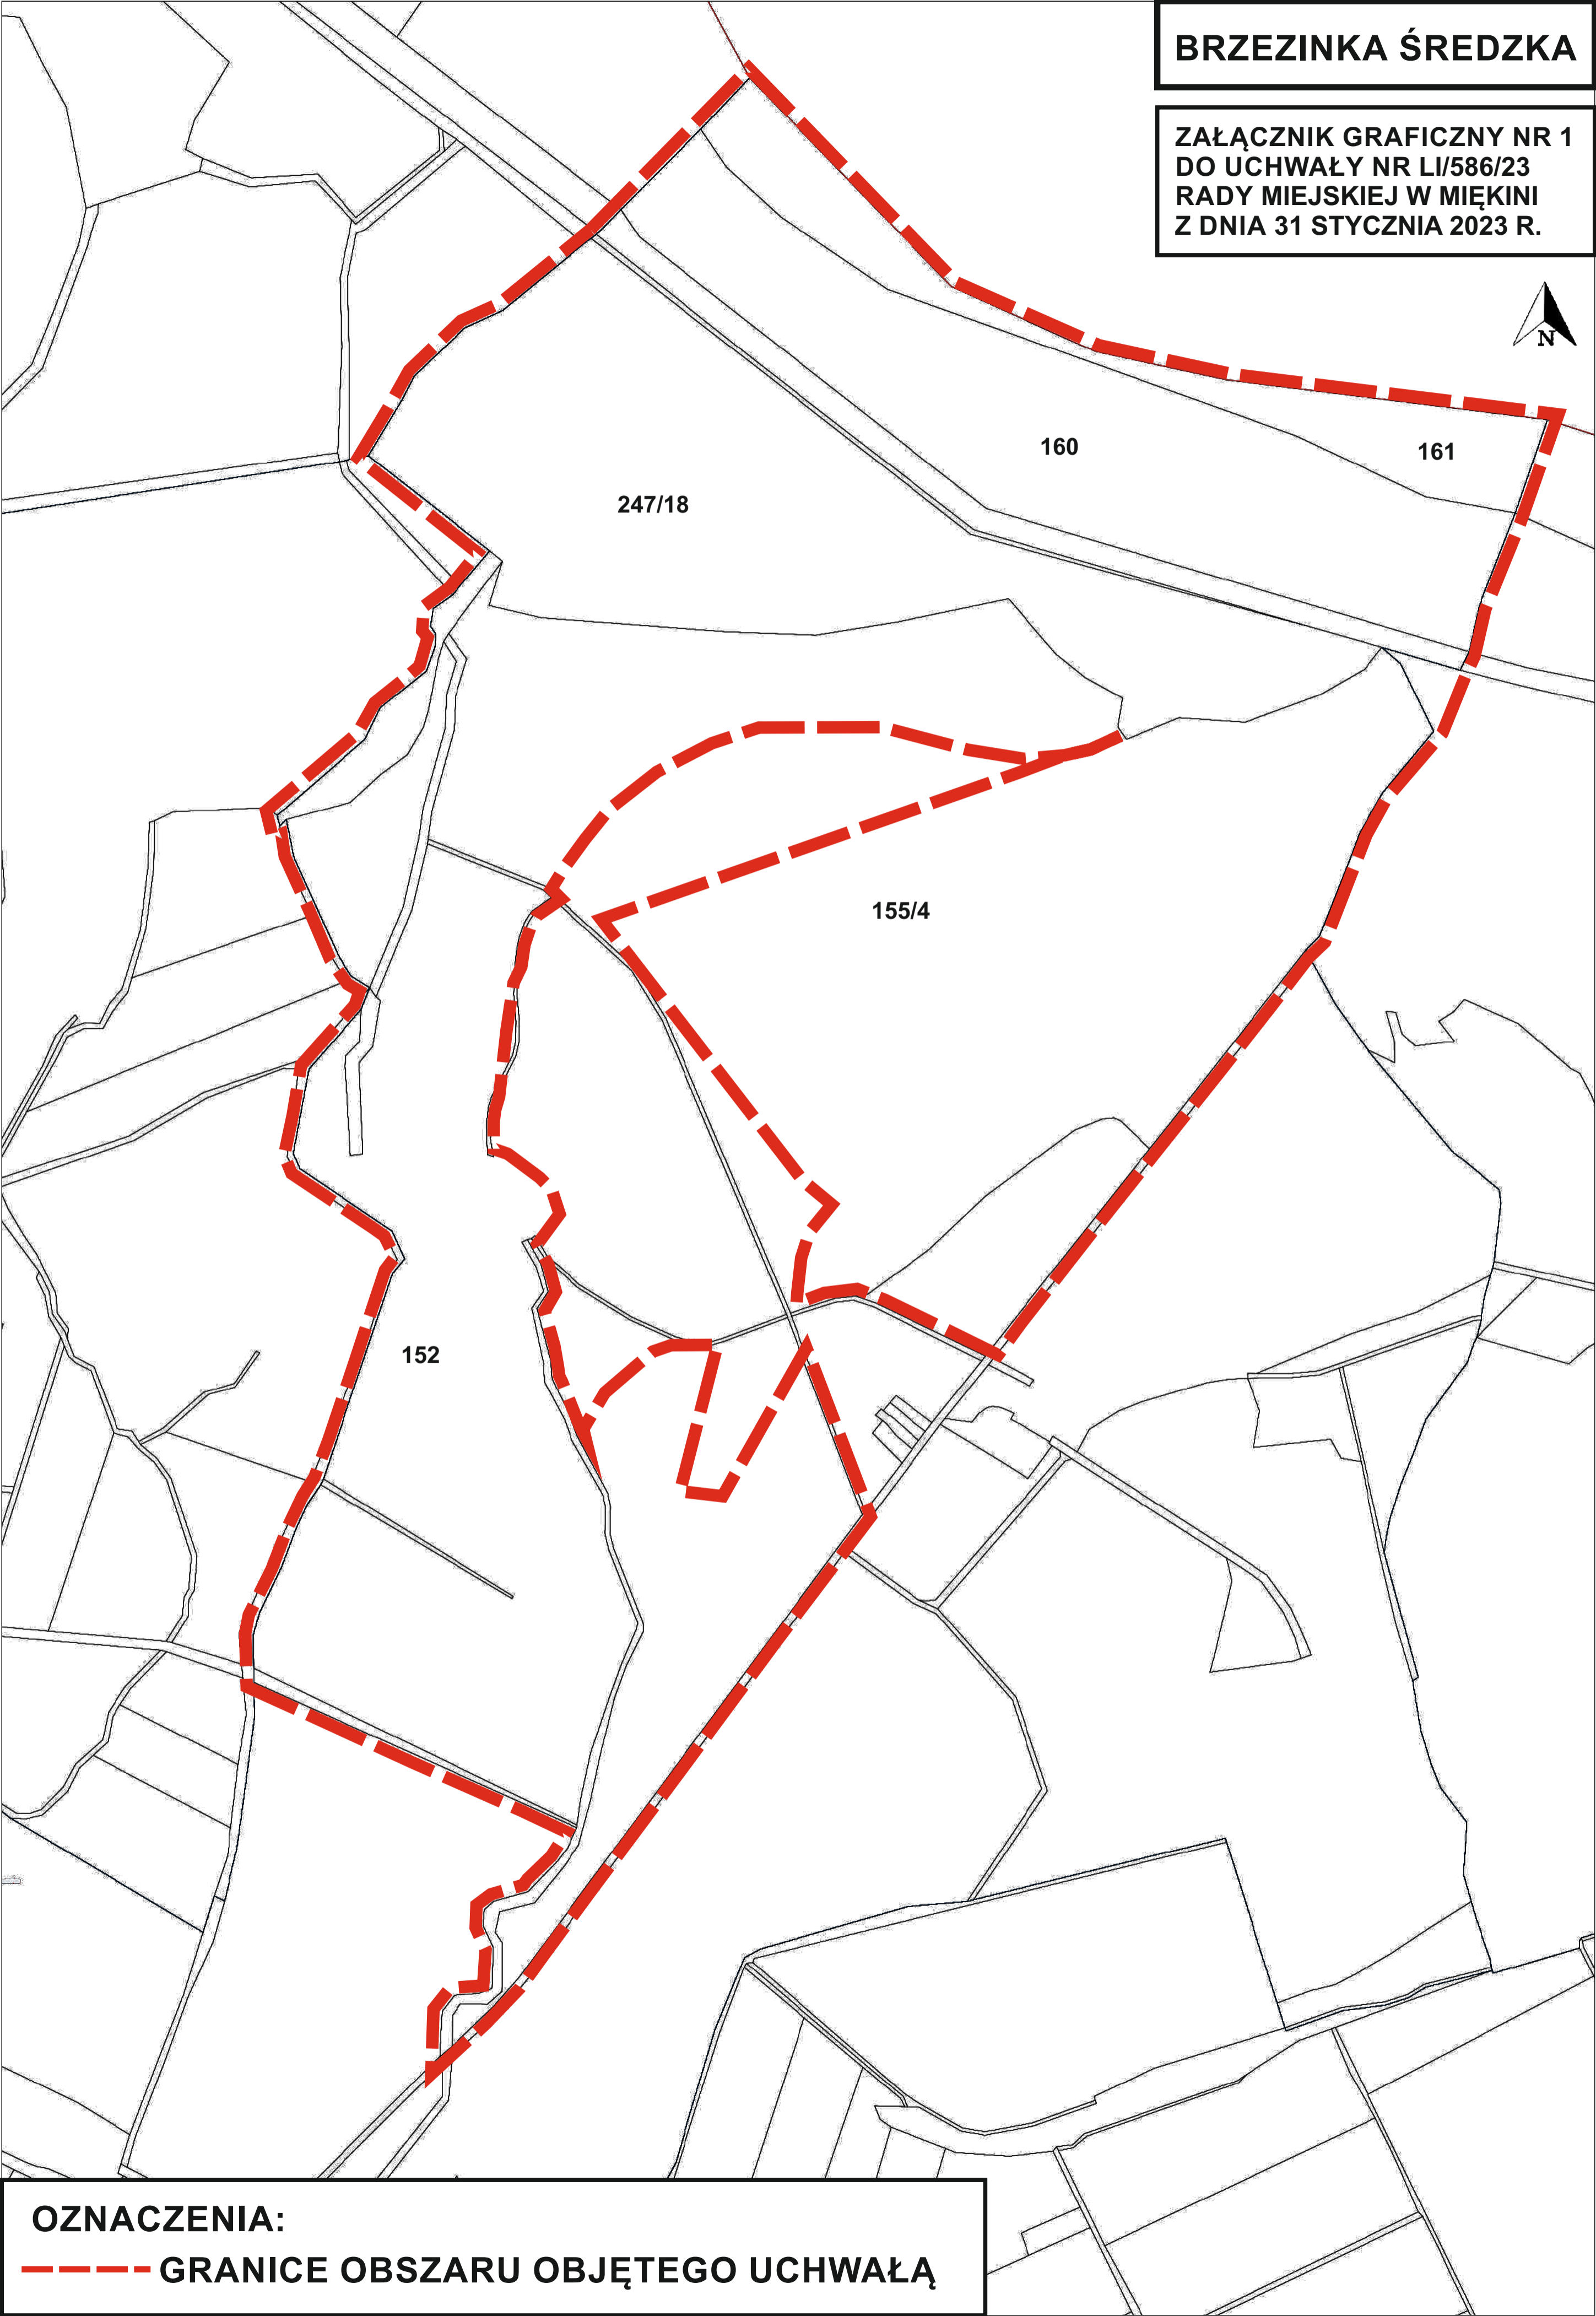 BRZEZINKA ŚREDZKA
ZAŁĄCZNIK GRAFICZNY NR 1
DO UCHWAŁY NR LI/586/23
RADY MIEJSKIEJ W MIĘKINI
Z DNIA 31 STYCZNIA 2023 R.
N
160
161
247/18
155/4
152
OZNACZENIA:
GRANICE OBSZARU OBJĘTEGO UCHWAŁĄ